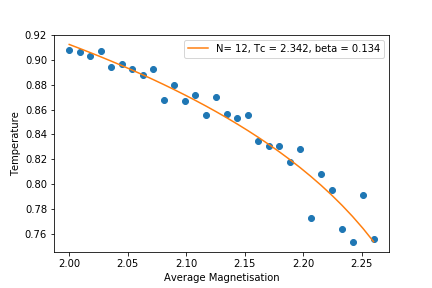 0.92
0.90
0.88
0.86
0.84
0.82
0.80
0.78
0.76
Temperature
N= 12, Tc = 2.342, beta = 0.134
2.00 2.05 2.10 2.15 2.20 2.25
Average Magnetisation